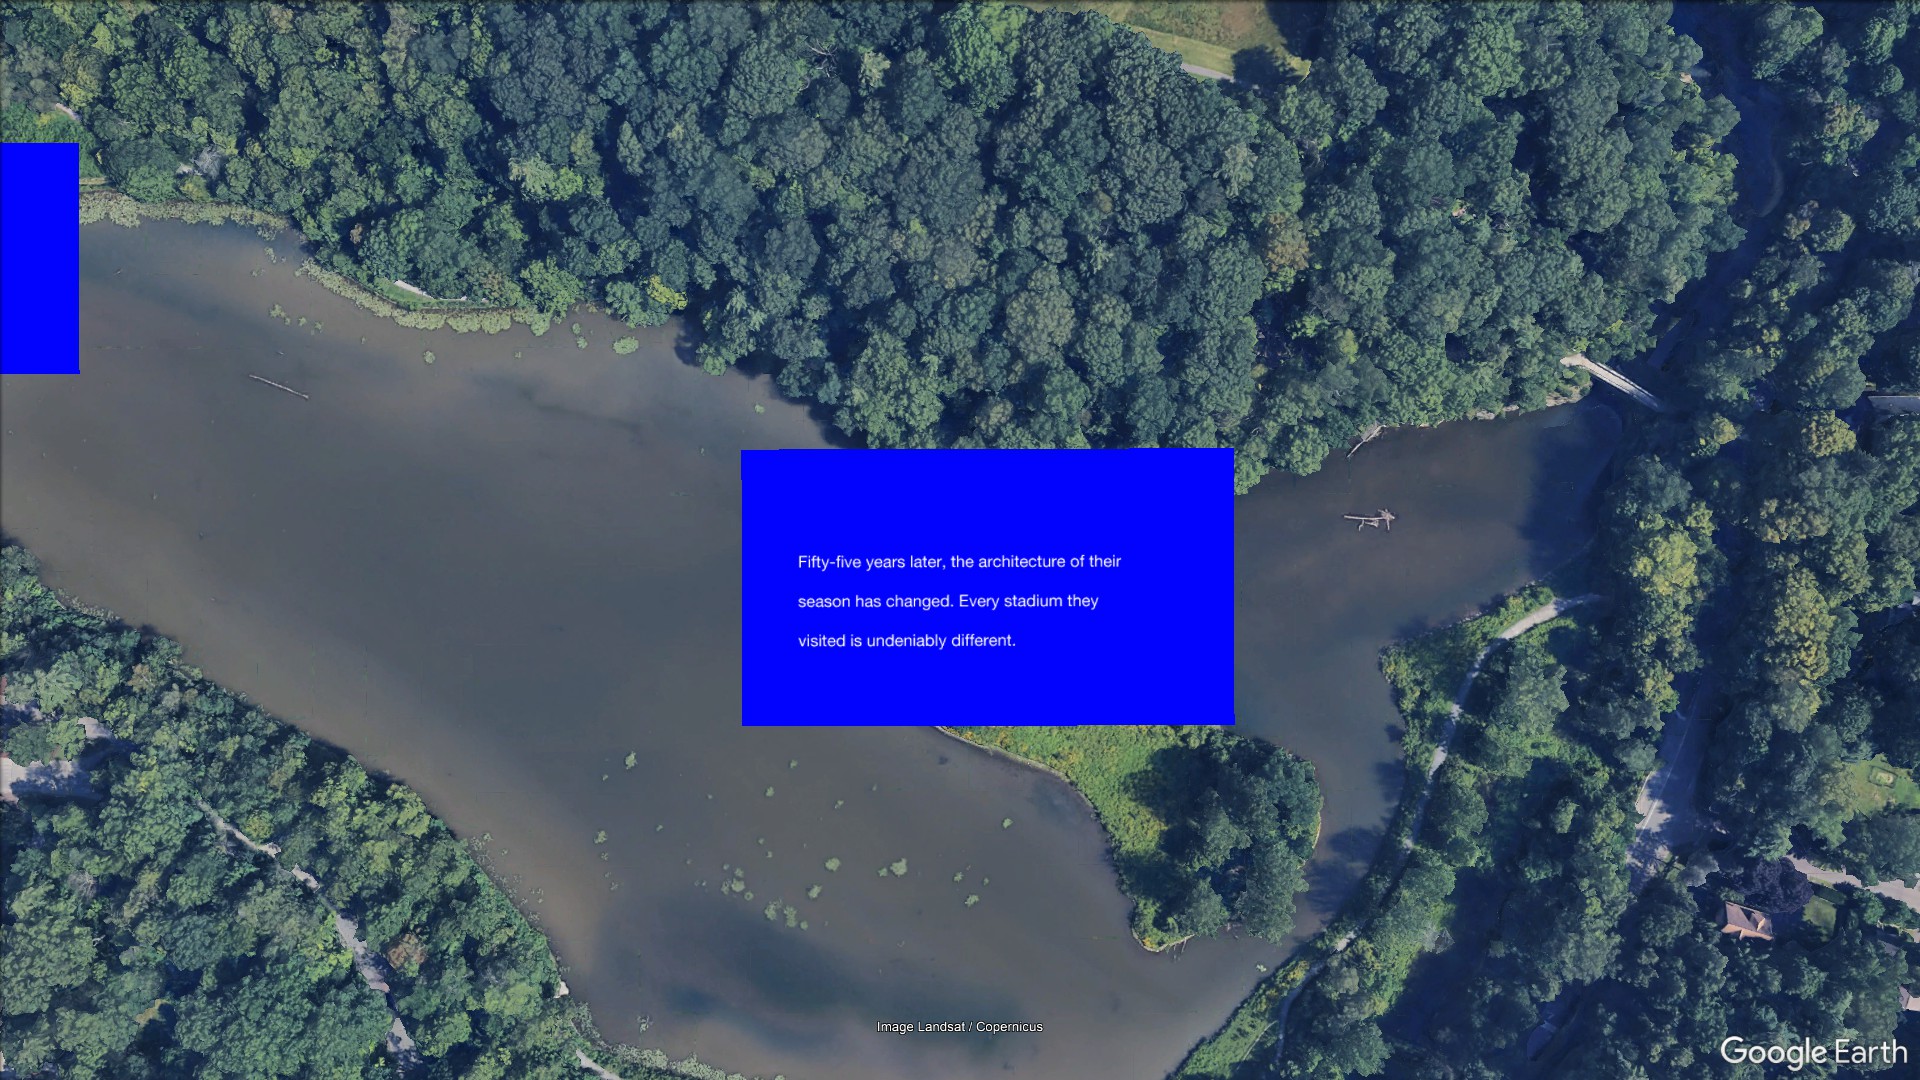 Fifty-five years later, the architecture of their
season has changed. Every stadium they
visited is undeniably different.
Image Landsat / Copernicus
Google Earth